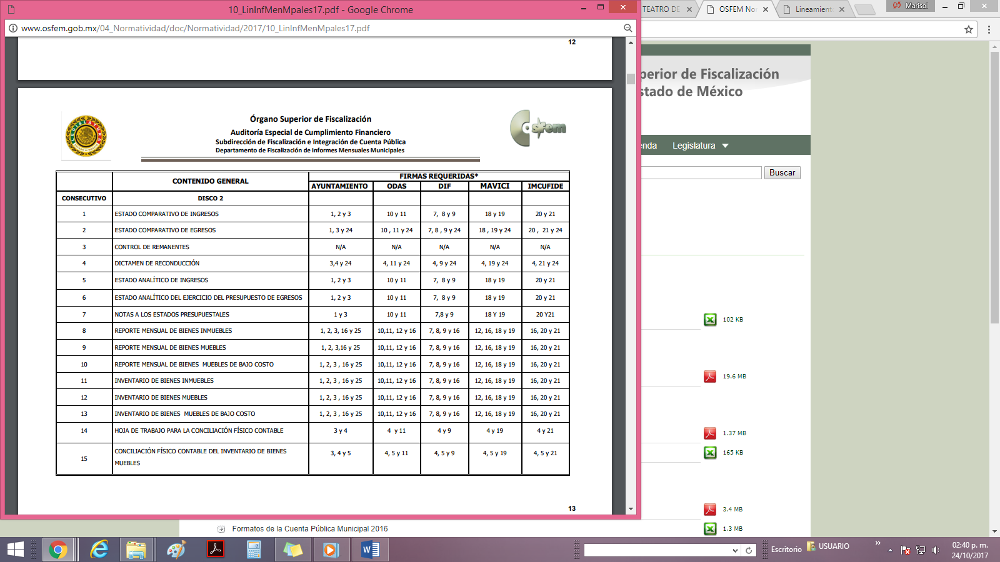 10_LinInfMenMpales17.pdf - Google Chrome
TEATRO DE
OSFEM Nor
Lineamient
Marisol
www.osfem.gob.mx/04_Normatividad/doc/Normatividad/2017/10_LinInfMenMpales17.pdf
12
Órgano Superior de Fiscalización
Auditoría Especial de Cumplimiento Financiero
Subdirección de Fiscalización e Integración de Cuenta Pública
Departamento de Fiscalización de Informes Mensuales Municipales
LEGISLATURA
sfem
CONTENIDO GENERAL FIRMAS REQUERIDAS*
AYUNTAMIENTO ODAS DIF MAVICI IMCUFIDE
CONSECUTIVO DISCO 2
1 ESTADO COMPARATIVO DE INGRESOS 1, 2 y 3 10 y 11 7, 8 y 9 18 y 19 20 y 21
2 ESTADO COMPARATIVO DE EGRESOS 1, 3 y 24 10 , 11 y 24 7, 8 , 9 y 24 18 , 19 y 24 20 , 21 y 24
3 CONTROL DE REMANENTES N/A N/A N/A N/A N/A
4 DICTAMEN DE RECONDUCCIÓN 3,4 y 24 4, 11 y 24 4, 9 y 24 4, 19 y 24 4, 21 y 24
5 ESTADO ANALÍTICO DE INGRESOS 1, 2 y 3 10 y 11 7, 8 y 9 18 y 19 20 y 21
6 ESTADO ANALÍTICO DEL EJERCICIO DEL PRESUPUESTO DE EGRESOS 1, 2 y 3 10 y 11 7, 8 y 9 18 y 19 20 y 21
7 NOTAS A LOS ESTADOS PRESUPUESTALES 1 y 3 10 y 11 7,8 y 9 18 Y 19 20 Y21
8 REPORTE MENSUAL DE BIENES INMUEBLES 1, 2, 3, 16 y 25 10,11, 12 y 16 7, 8, 9 y 16 12, 16, 18 y 19 16, 20 y 21
9 REPORTE MENSUAL DE BIENES MUEBLES 1, 2, 3,16 y 25 10,11, 12 y 16 7, 8, 9 y 16 12, 16, 18 y 19 16, 20 y 21
10 REPORTE MENSUAL DE BIENES MUEBLES DE BAJO COSTO 1, 2, 3 , 16 y 25 10,11, 12 y 16 7, 8, 9 y 16 12, 16, 18 y 19 16, 20 y 21
11 INVENTARIO DE BIENES INMUEBLES 1, 2, 3 , 16 y 25 10,11, 12 y 16 7, 8, 9 y 16 12, 16, 18 y 19 16, 20 y 21
12 INVENTARIO DE BIENES MUEBLES 1, 2, 3 , 16 y 25 10,11, 12 y 16 7, 8, 9 y 16 12, 16, 18 y 19 16, 20 y 21
13 INVENTARIO DE BIENES MUEBLES DE BAJO COSTO 1, 2, 3 , 16 y 25 10,11, 12 y 16 7, 8, 9 y 16 12, 16, 18 y 19 16, 20 y 21
14 HOJA DE TRABAJO PARA LA CONCILIACIÓN FÍSICO CONTABLE 3 y 4 4 y 11 4 y 9 4 y 19 4 y 21
15 CONCILIACIÓN FÍSICO CONTABLE DEL INVENTARIO DE BIENES 3, 4 y 5 4, 5 y 11 4, 5 y 9 4, 5 y 19 4, 5 y 21
MUEBLES
13
perior de Fiscalización
stado de México
nda Legislatura
Buscar
102 KB
19.6 MB
1.37 MB
165 KB
3.4 MB
1.3 MB
Formatos de la Cuenta Pública Municipal 2016
Escritorio
USUARIO
02:40 p. m.
24/10/2017